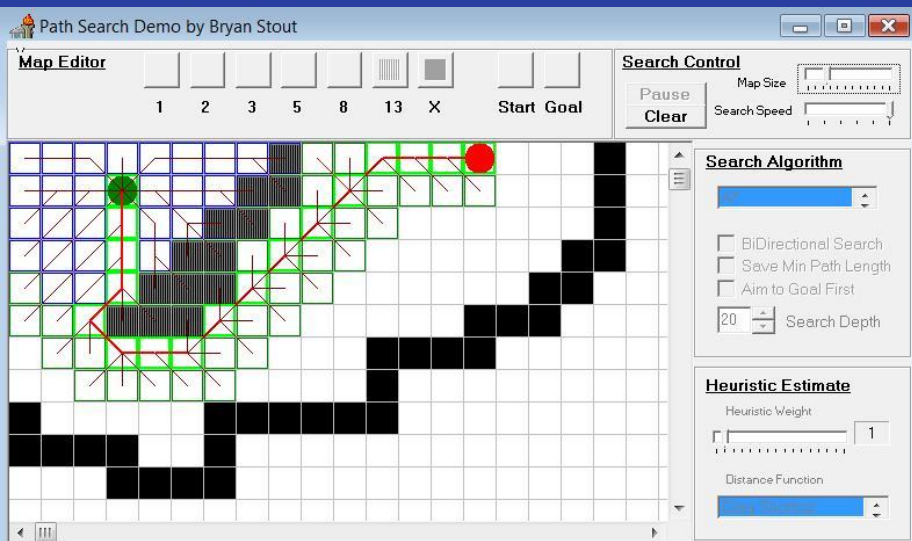 Path Search Demo by Bryan Stout
Map Editor
1 2 3 5 8 13 X Start Goal
Search Control
Map Size
Pause
Search Speed
Clear
Search Algorithm
BiDirectional Search
Save Min Path Length
Aim to Goal First
20 Search Depth
Heuristic Estimate
Heuristic Weight
1
Distance Function